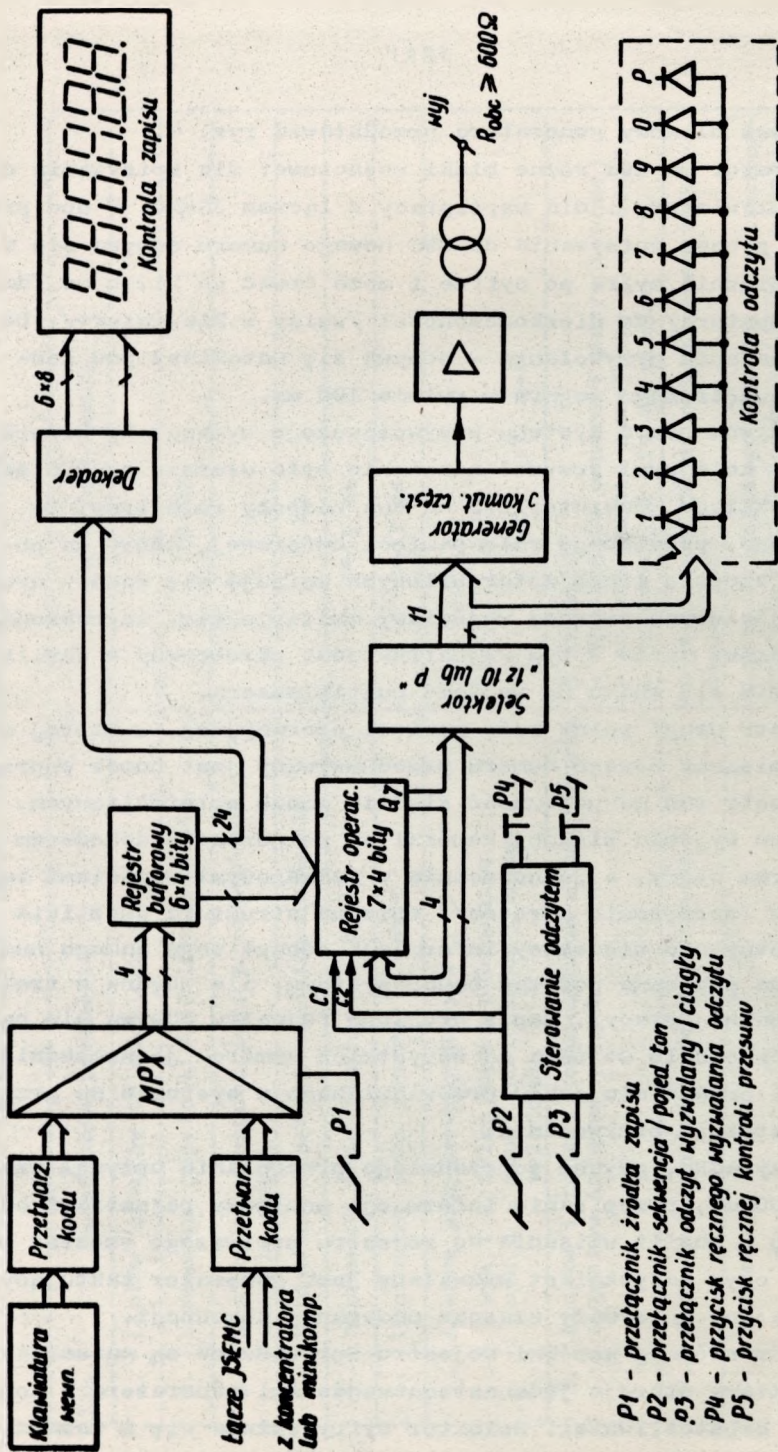 Klawiatura
wewn.
Przetworz
kodu
Łącze JSEMC
z koncentratora
lub minikomp.
Przetworz
kodu
MPX
P1
4
Rejestr
buforowy
6×4 bity
24
Dekoder
6×8
Kontrola zapisu
C1
C2
Rejestr operac.
7×4 bity
Q7
4
P2
P3
Sterowanie odczytem
P4
P5
Selektor
„1z 10 lub P"
11
Generator
z komut. częst.
wyj
Robc ≥ 600Ω
1 2 3 4 5 6 7 8 9 0 P
Kontrola odczytu
P1 - przełącznik źródła zapisu
P2 - przełącznik sekwencja / pojed. ton
P3 - przełącznik odczyt wyzwalany / ciągły
P4 - przycisk ręcznego wyzwalania odczytu
P5 - przycisk ręcznej kontroli przesuwu